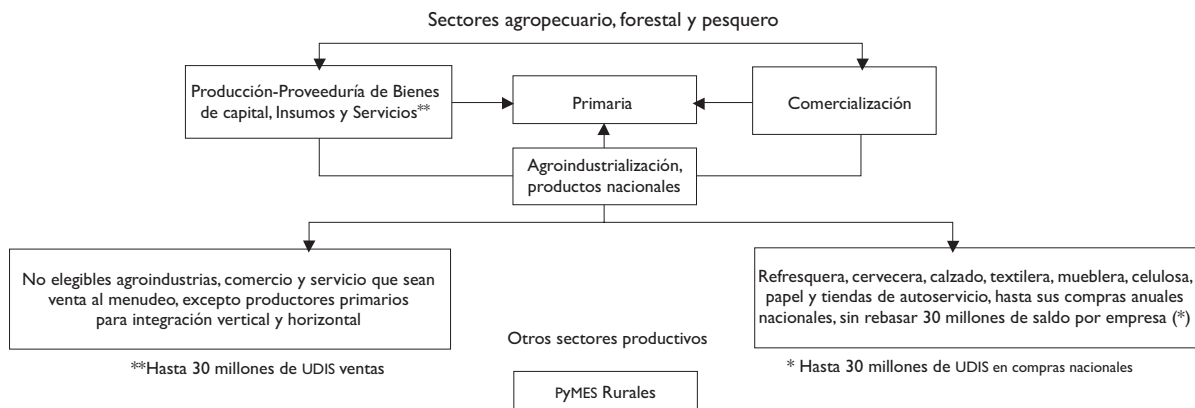 Sectores agropecuario, forestal y pesquero
Producción-Proveeduría de Bienes
de capital, Insumos y Servicios**
Primaria
Comercialización
Agroindustrialización,
productos nacionales
No elegibles agroindustrias, comercio y servicio que sean
venta al menudeo, excepto productores primarios
para integración vertical y horizontal
Refresquera, cervecera, calzado, textilera, mueblera, celulosa,
papel y tiendas de autoservicio, hasta sus compras anuales
nacionales, sin rebasar 30 millones de saldo por empresa (*)
**Hasta 30 millones de UDIS ventas
Otros sectores productivos
* Hasta 30 millones de UDIS en compras nacionales
PyMES Rurales